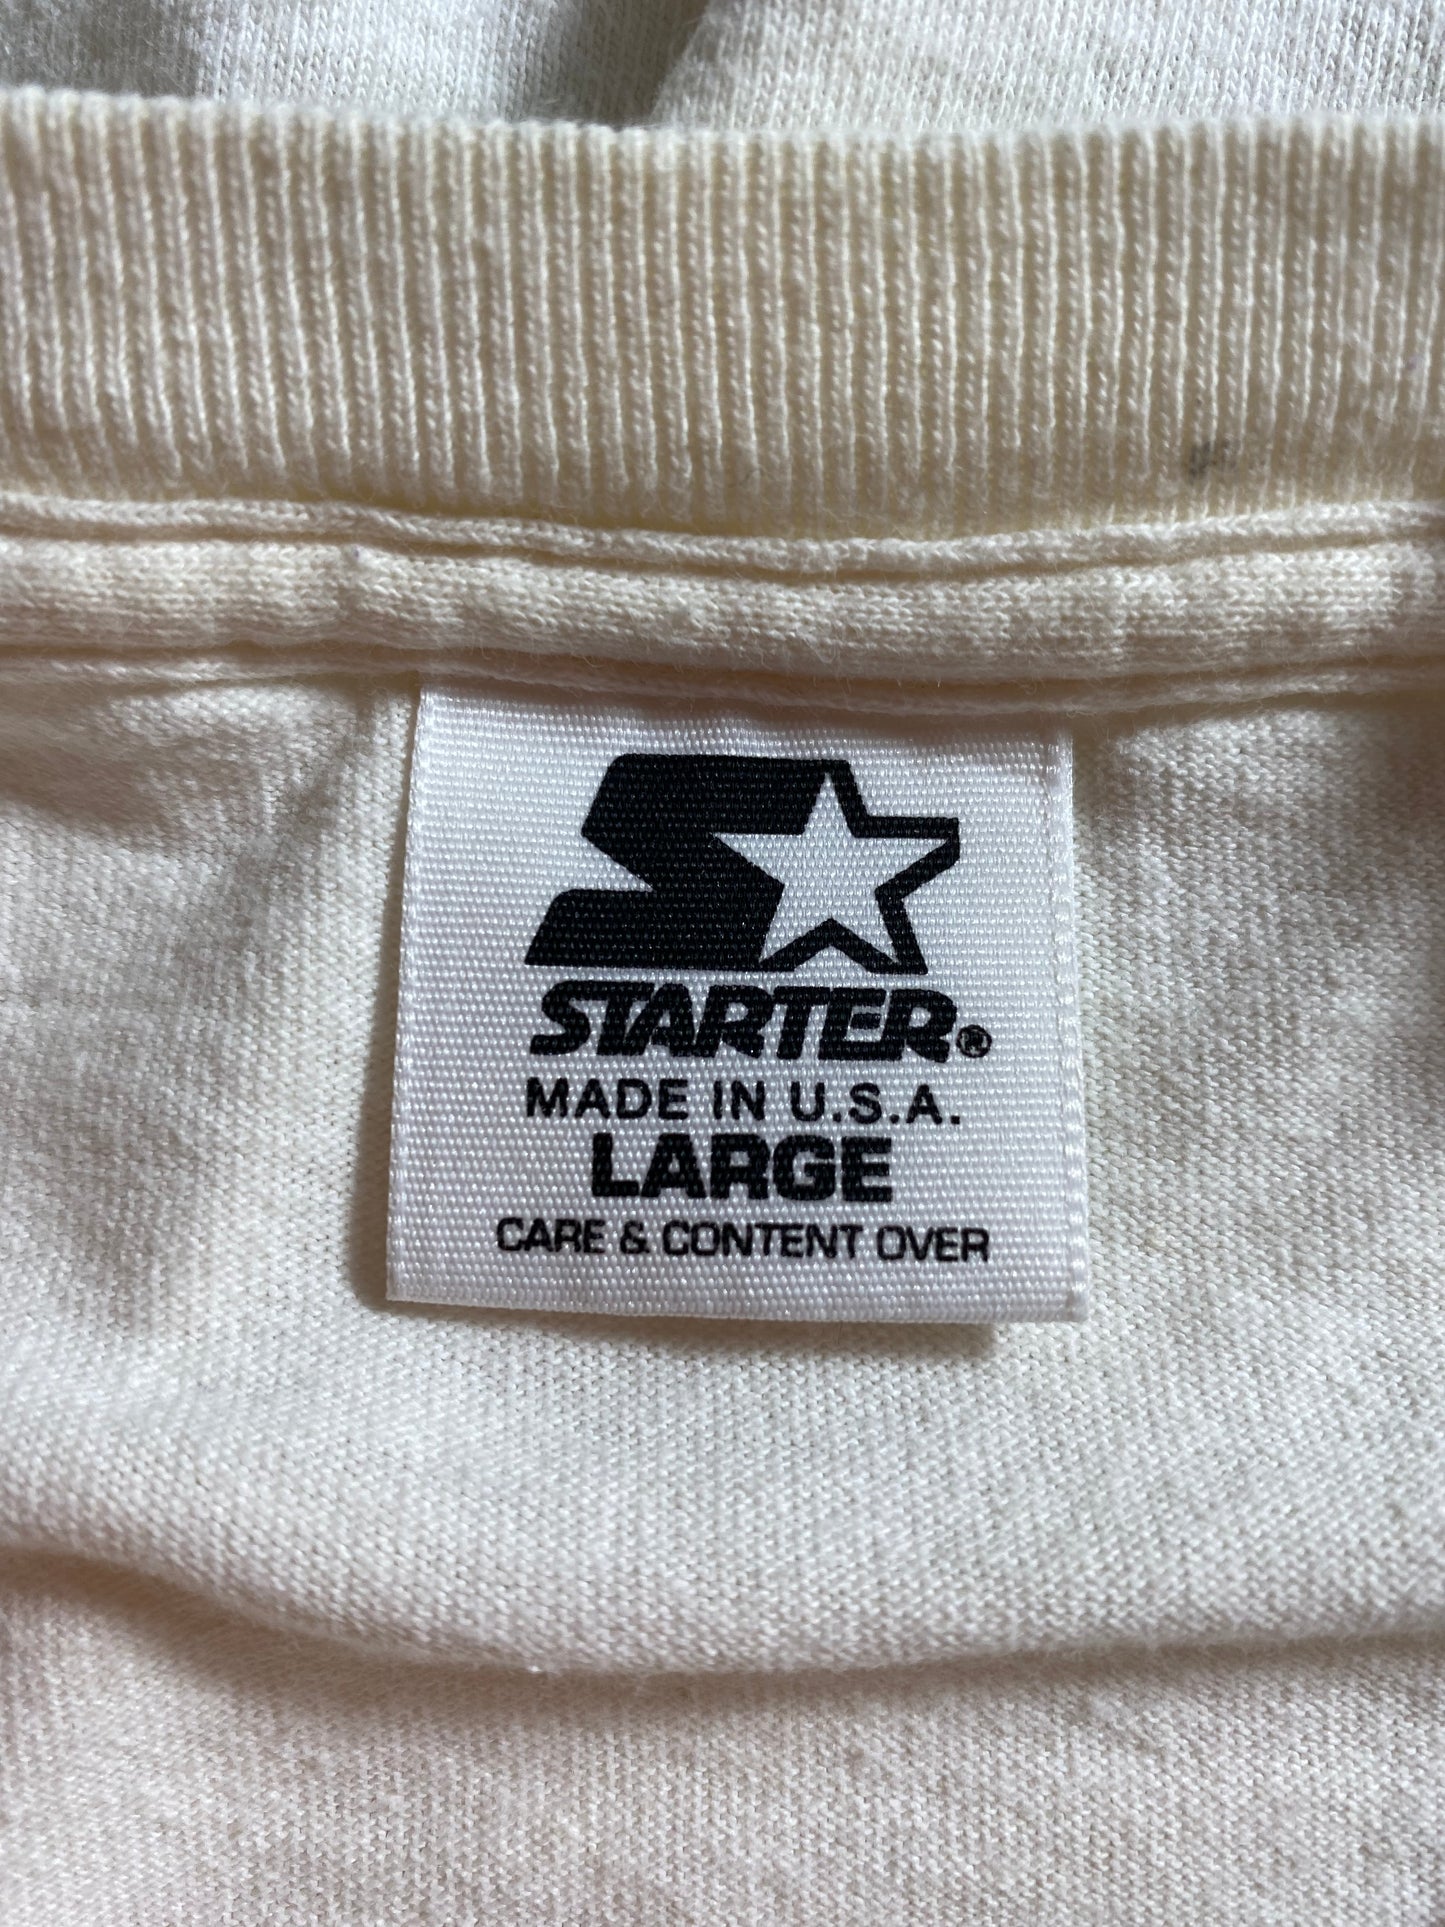 STARTER®
MADE IN U.S.A.
LARGE
CARE & CONTENT OVER